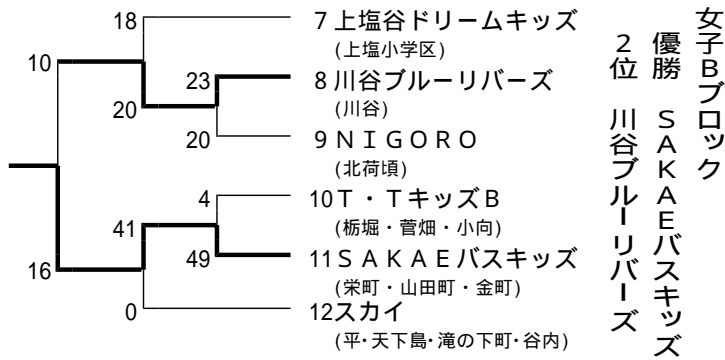 女子Bブロック
優勝　ＳＡＫＡＥバスキッズ
２位　川谷ブルーリバーズ
18
7 上塩谷ドリームキッズ
(上塩小学区)
10
23
8 川谷ブルーリバーズ
(川谷)
20
20
9 ＮＩＧＯＲＯ
(北荷頃)
4
10 Ｔ・ＴキッズＢ
(栃堀・菅畑・小向)
41
49
11 ＳＡＫＡＥバスキッズ
(栄町・山田町・金町)
16
0
12 スカイ
(平・天下島・滝の下町・谷内)